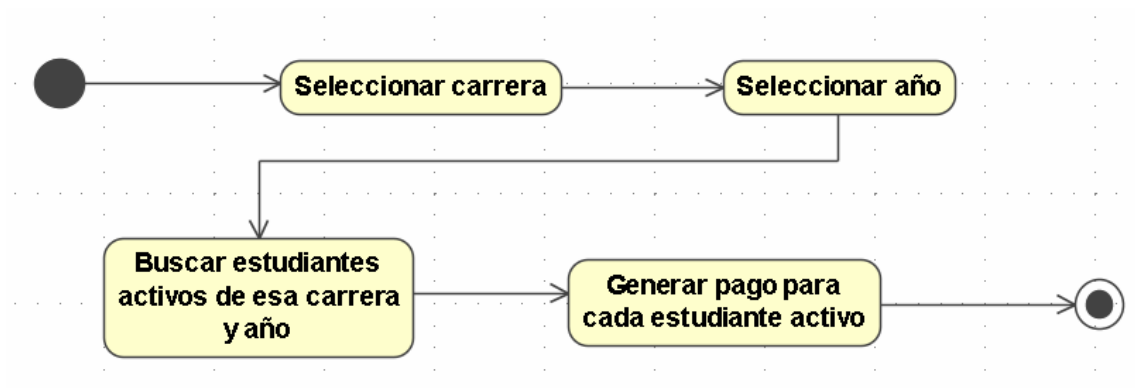 Seleccionar carrera
Seleccionar año
Buscar estudiantes
activos de esa carrera
y año
Generar pago para
cada estudiante activo